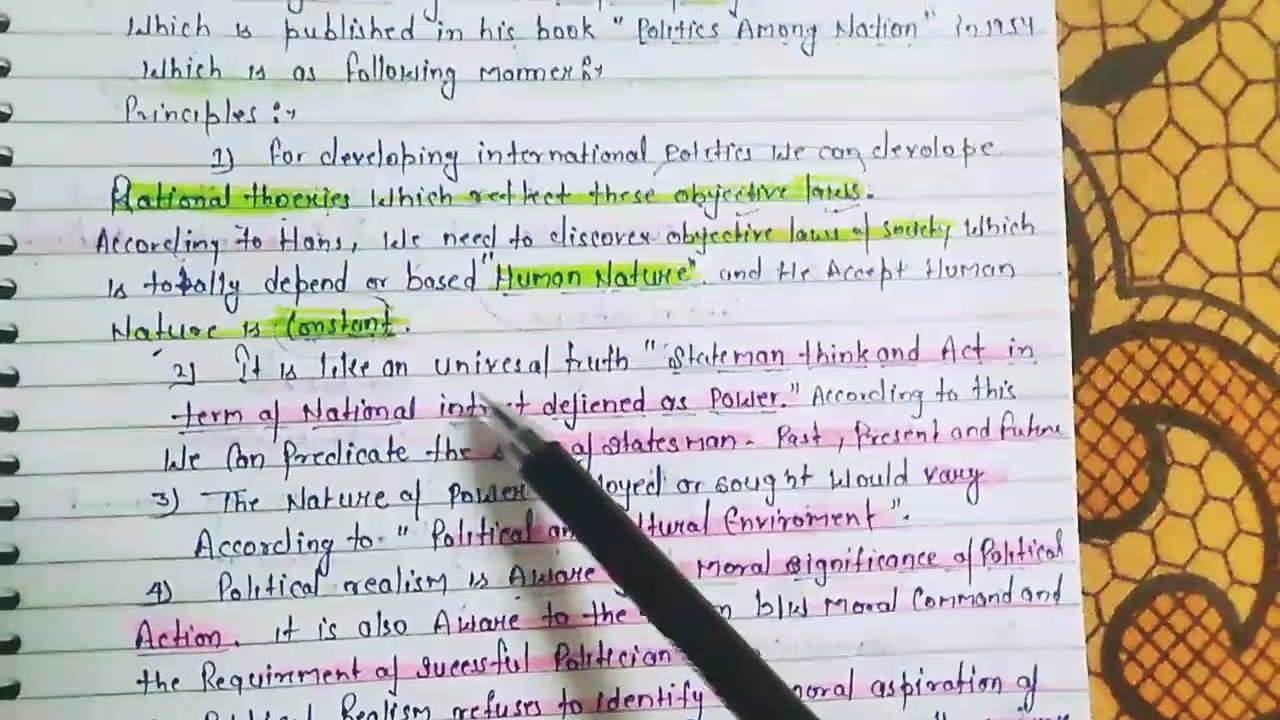 Which is published in his book "Politics Among Nation" in 1954
Which is as following manner:-
Principles :-
1) For developing international Politics We can develope
Rational thoeries Which reflect these objective laws.
According to Hans, We need to discover objective laws of society Which
is totally depend or based "Human Nature". and He Accept Human
Nature is Constant.
2) It is like an univesal truth "Stateman think and Act in
term of National defiened as Power." According to this
We Can Predicate the of statesman. Past, Present and future
3) The Nature of Power or sought Would vary
According to "Political Enviroment".
4) Political realism is Aware Moral significance of Political
Action. it is also Aware to the b/w Moral Command and
the Requirment of sucessful Politician
Realism refuses to identify aspiration of